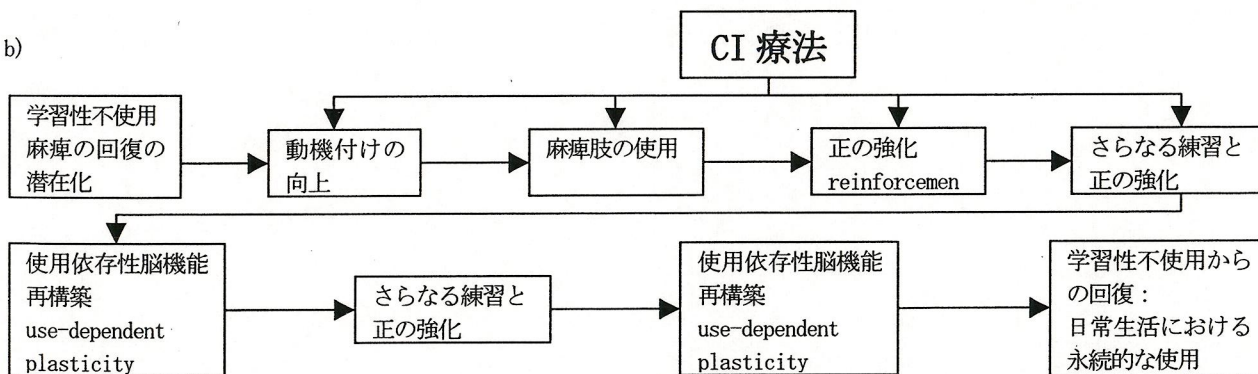 b)
CI 療法
学習性不使用
麻痺の回復の
潜在化
動機付けの
向上
麻痺肢の使用
正の強化
reinforcemen
さらなる練習と
正の強化
使用依存性脳機能
再構築
use-dependent
plasticity
さらなる練習と
正の強化
使用依存性脳機能
再構築
use-dependent
plasticity
学習性不使用から
の回復：
日常生活における
永続的な使用